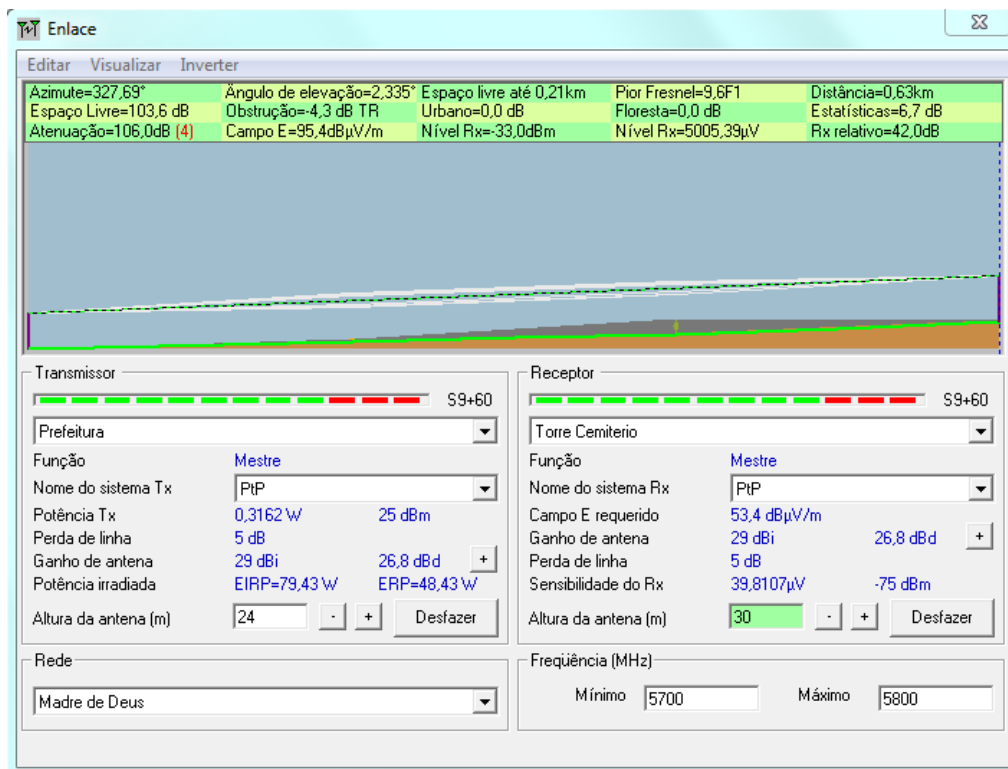 Enlace
Editar Visualizar Inverter
Azimute=327,69° Ângulo de elevação=2,335° Espaço livre até 0,21km Pior Fresnel=9,6F1 Distância=0,63km
Espaço Livre=103,6 dB Obstrução=-4,3 dB TR Urbano=0,0 dB Floresta=0,0 dB Estatísticas=6,7 dB
Atenuação=106,0dB (4) Campo E=95,4dBµV/m Nível Rx=-33,0dBm Nível Rx=5005,39µV Rx relativo=42,0dB
Transmissor
S9+60
Prefeitura
Função Mestre
Nome do sistema Tx PtP
Potência Tx 0,3162 W 25 dBm
Perda de linha 5 dB
Ganho de antena 29 dBi 26,8 dBd +
Potência irradiada EIRP=79,43 W ERP=48,43 W
Altura da antena (m) 24 - + Desfazer
Receptor
S9+60
Torre Cemiterio
Função Mestre
Nome do sistema Rx PtP
Campo E requerido 53,4 dBµV/m
Ganho de antena 29 dBi 26,8 dBd +
Perda de linha 5 dB
Sensibilidade do Rx 39,8107µV -75 dBm
Altura da antena (m) 30 - + Desfazer
Rede
Madre de Deus
Freqüência (MHz)
Mínimo 5700 Máximo 5800